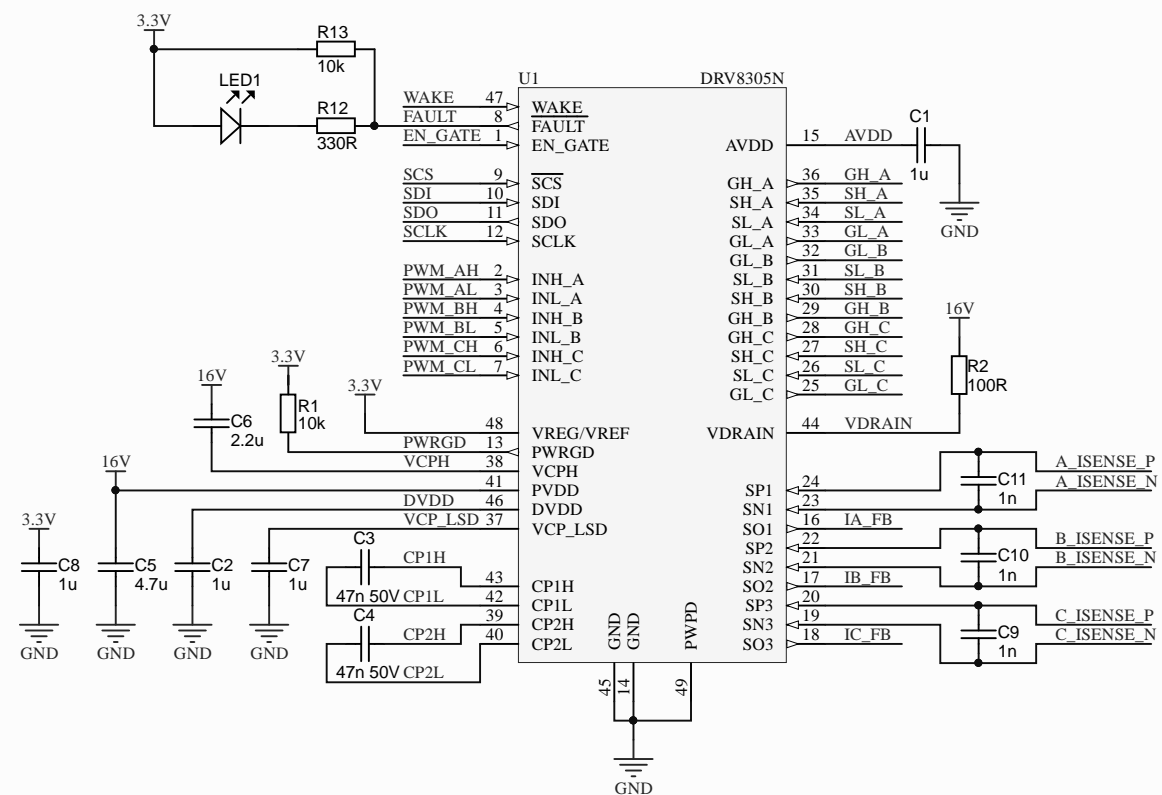 3.3V
R13
10k
LED1
R12
330R
U1
DRV8305N
WAKE 47 WAKE
FAULT 8 FAULT
EN_GATE 1 EN_GATE
SCS 9 SCS
SDI 10 SDI
SDO 11 SDO
SCLK 12 SCLK
PWM_AH 2 INH_A
PWM_AL 3 INL_A
PWM_BH 4 INH_B
PWM_BL 5 INL_B
PWM_CH 6 INH_C
PWM_CL 7 INL_C
16V
C6
2.2u
3.3V
R1
10k
3.3V
48 VREG/VREF
PWRGD 13 PWRGD
VCPH 38 VCPH
16V
41 PVDD
DVDD 46 DVDD
VCP_LSD 37 VCP_LSD
3.3V
C8
1u
GND
C5
4.7u
GND
C2
1u
GND
C7
1u
GND
C3
47n 50V
CP1H 43 CP1H
CP1L 42 CP1L
C4
47n 50V
CP2H 39 CP2H
CP2L 40 CP2L
GND 45
GND 14
PWPD 49
GND
AVDD 15 AVDD
C1
1u
GND
GH_A 36 GH_A
SH_A 35 SH_A
SL_A 34 SL_A
GL_A 33 GL_A
GL_B 32 GL_B
SL_B 31 SL_B
SH_B 30 SH_B
GH_B 29 GH_B
GH_C 28 GH_C
SH_C 27 SH_C
SL_C 26 SL_C
GL_C 25 GL_C
16V
R2
100R
VDRAIN 44 VDRAIN
SP1 24
SN1 23
SO1 16 IA_FB
C11
1n
A_ISENSE_P
A_ISENSE_N
SP2 22
SN2 21
SO2 17 IB_FB
C10
1n
B_ISENSE_P
B_ISENSE_N
SP3 20
SN3 19
SO3 18 IC_FB
C9
1n
C_ISENSE_P
C_ISENSE_N